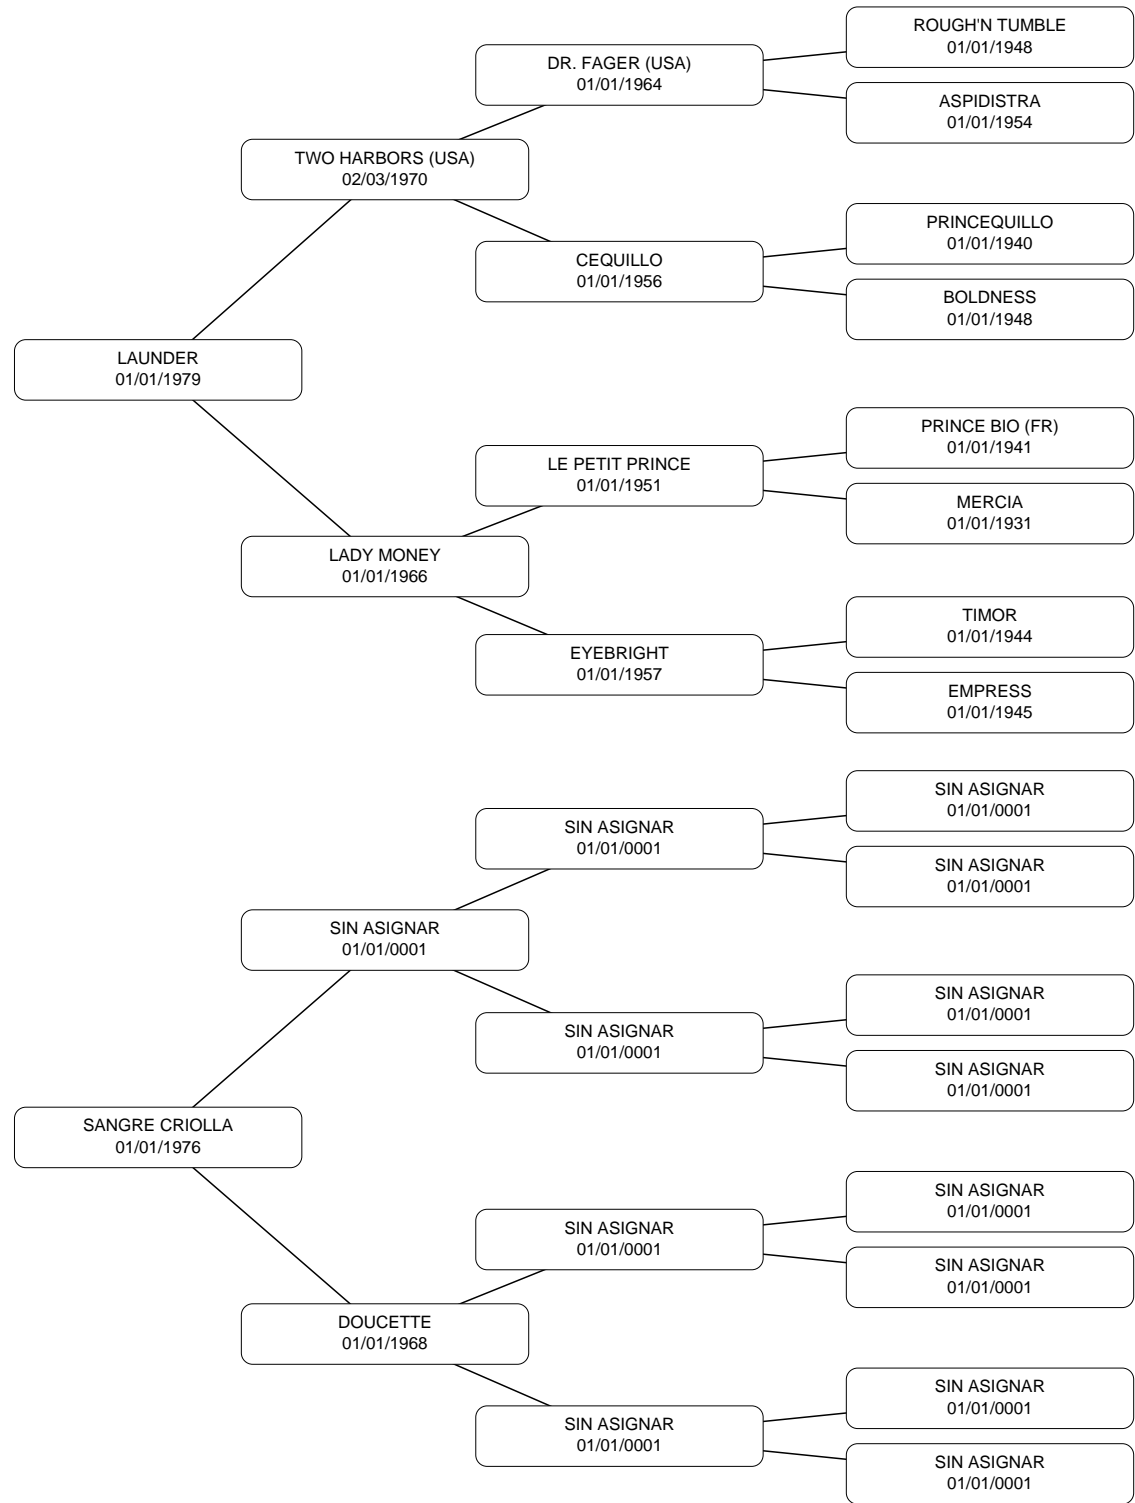 ROUGH'N TUMBLE
01/01/1948
DR. FAGER (USA)
01/01/1964
ASPIDISTRA
01/01/1954
TWO HARBORS (USA)
02/03/1970
PRINCEQUILLO
01/01/1940
CEQUILLO
01/01/1956
BOLDNESS
01/01/1948
LAUNDER
01/01/1979
PRINCE BIO (FR)
01/01/1941
LE PETIT PRINCE
01/01/1951
MERCIA
01/01/1931
LADY MONEY
01/01/1966
TIMOR
01/01/1944
EYEBRIGHT
01/01/1957
EMPRESS
01/01/1945
SIN ASIGNAR
01/01/0001
SIN ASIGNAR
01/01/0001
SIN ASIGNAR
01/01/0001
SIN ASIGNAR
01/01/0001
SIN ASIGNAR
01/01/0001
SIN ASIGNAR
01/01/0001
SIN ASIGNAR
01/01/0001
SANGRE CRIOLLA
01/01/1976
SIN ASIGNAR
01/01/0001
SIN ASIGNAR
01/01/0001
SIN ASIGNAR
01/01/0001
DOUCETTE
01/01/1968
SIN ASIGNAR
01/01/0001
SIN ASIGNAR
01/01/0001
SIN ASIGNAR
01/01/0001